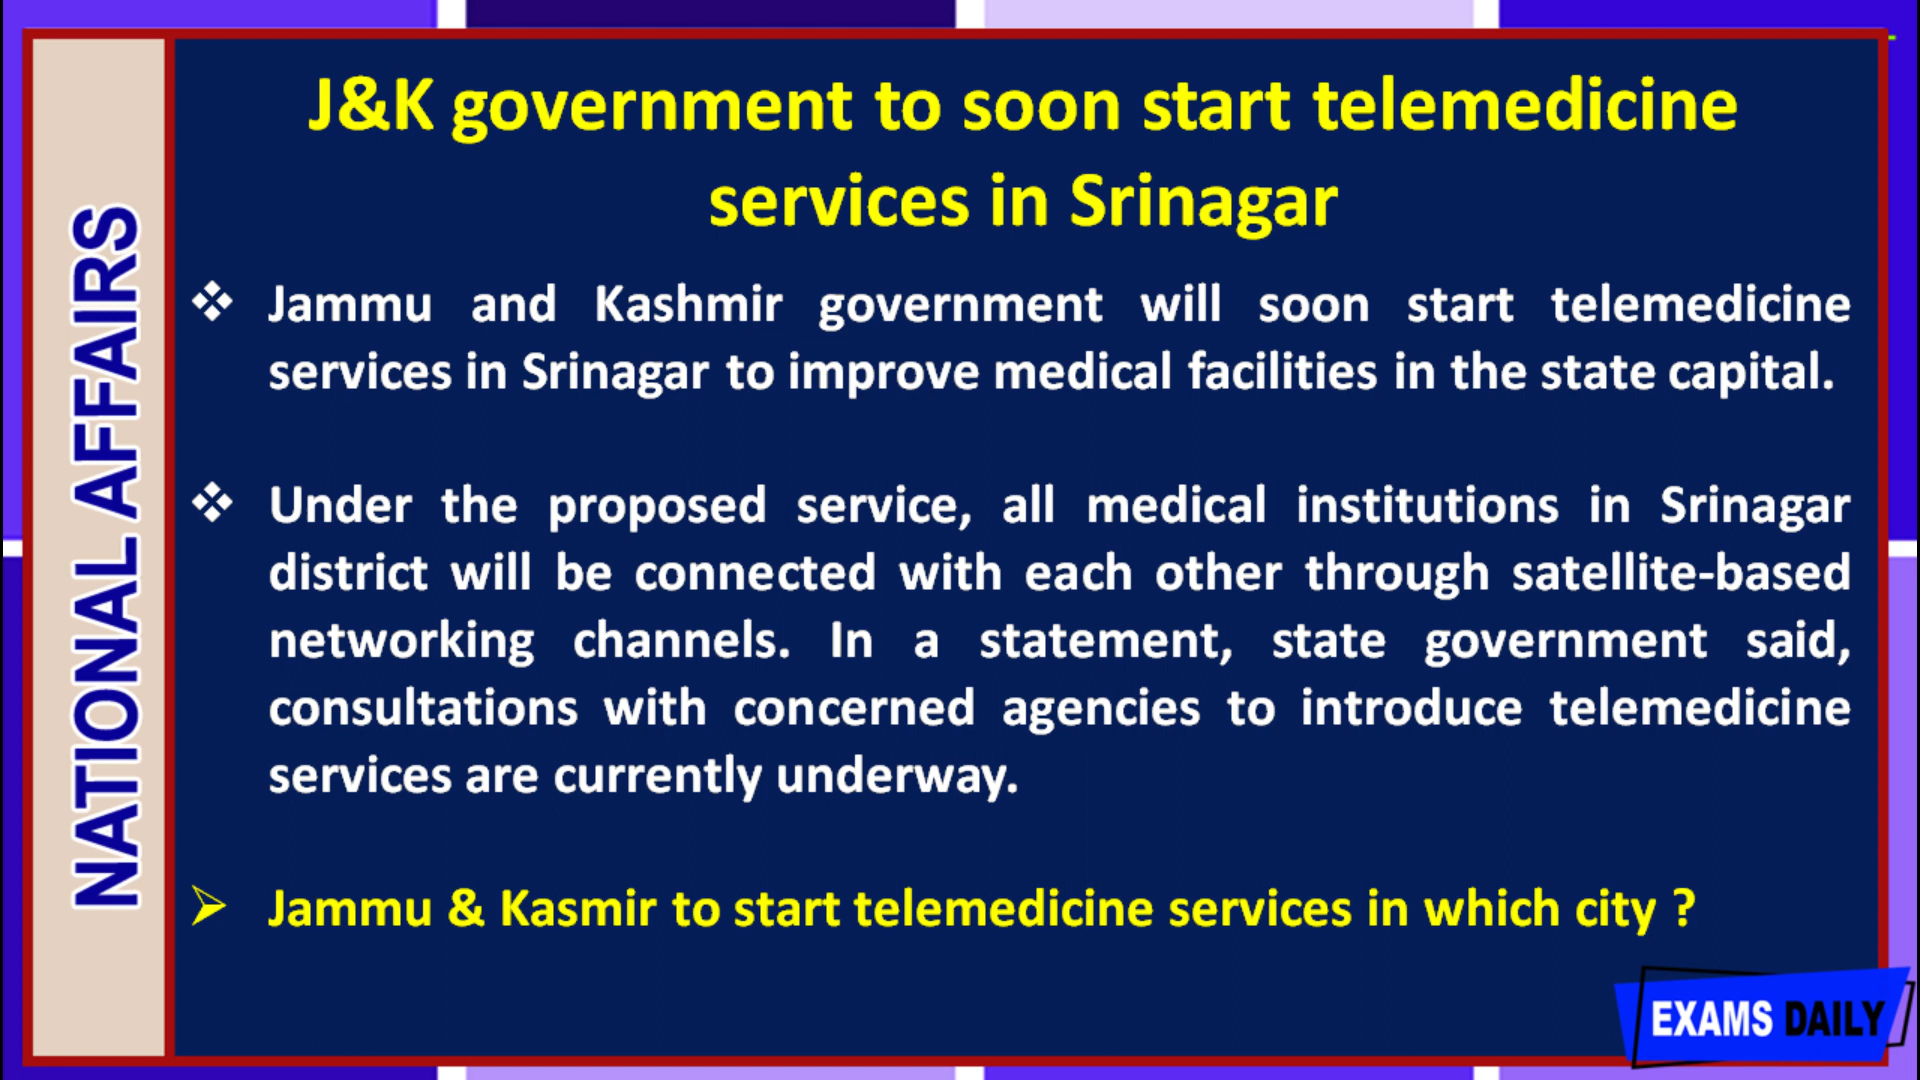 J&K government to soon start telemedicine
services in Srinagar
NATIONAL AFFAIRS
❖ Jammu and Kashmir government will soon start telemedicine
services in Srinagar to improve medical facilities in the state capital.
❖ Under the proposed service, all medical institutions in Srinagar
district will be connected with each other through satellite-based
networking channels. In a statement, state government said,
consultations with concerned agencies to introduce telemedicine
services are currently underway.
➢ Jammu & Kasmir to start telemedicine services in which city ?
EXAMS DAILY